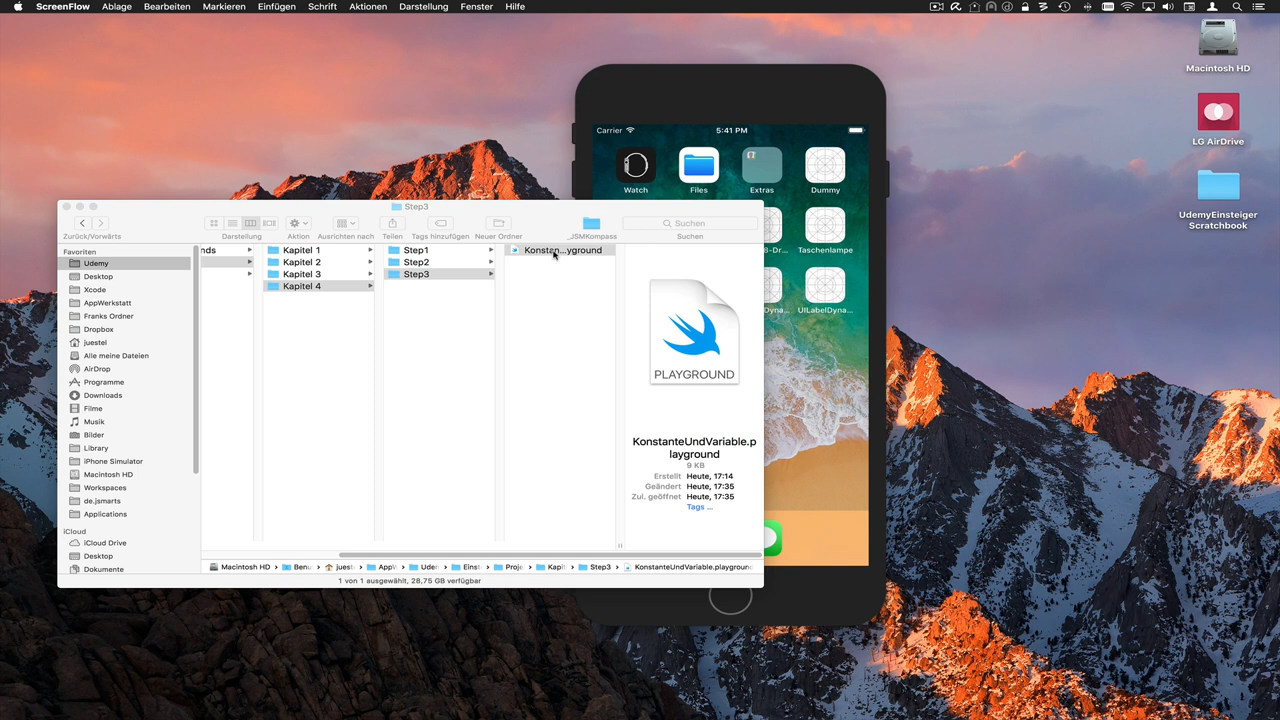 ScreenFlow Ablage Bearbeiten Markieren Einfügen Schrift Aktionen Darstellung Fenster Hilfe
Macintosh HD
LG AirDrive
UdemyEinsteiger
Scratchbook
Carrier 5:41 PM
Watch Files Extras Dummy
Taschenlampe
UILabelDyna...
Step3
Suchen
Zurück/Vorwärts Darstellung Aktion Ausrichten nach Teilen Tags hinzufügen Neuer Ordner _JSMKompass Suchen
Favoriten
Udemy
Desktop
Xcode
AppWerkstatt
Franks Ordner
Dropbox
juestel
Alle meine Dateien
AirDrop
Programme
Downloads
Filme
Musik
Bilder
Library
iPhone Simulator
Macintosh HD
Workspaces
de.jsmarts
Applications
iCloud
iCloud Drive
Desktop
Dokumente
nds
Kapitel 1
Kapitel 2
Kapitel 3
Kapitel 4
Step1
Step2
Step3
Konstan...yground
PLAYGROUND
KonstanteUndVariable.p
layground
9 KB
Erstellt Heute, 17:14
Geändert Heute, 17:35
Zul. geöffnet Heute, 17:35
Tags ...
Macintosh HD Ben juest AppV Uden Einst Proje Kapit Step3 KonstanteUndVariable.playground
1 von 1 ausgewählt, 28,75 GB verfügbar